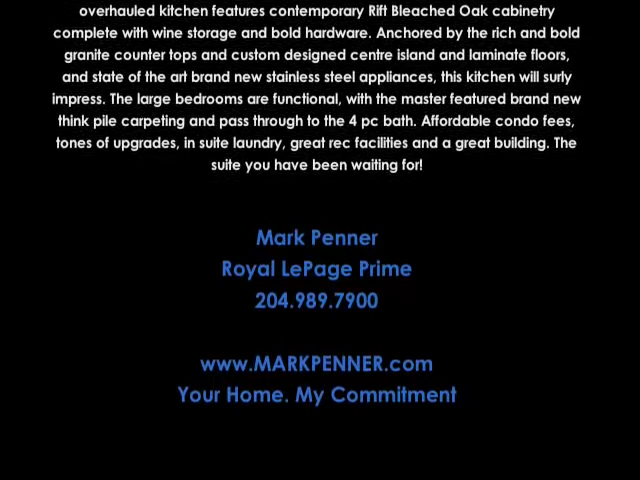 overhauled kitchen features contemporary Rift Bleached Oak cabinetry
complete with wine storage and bold hardware. Anchored by the rich and bold
granite counter tops and custom designed centre island and laminate floors,
and state of the art brand new stainless steel appliances, this kitchen will surly
impress. The large bedrooms are functional, with the master featured brand new
think pile carpeting and pass through to the 4 pc bath. Affordable condo fees,
tones of upgrades, in suite laundry, great rec facilities and a great building. The
suite you have been waiting for!
Mark Penner
Royal LePage Prime
204.989.7900
www.MARKPENNER.com
Your Home. My Commitment